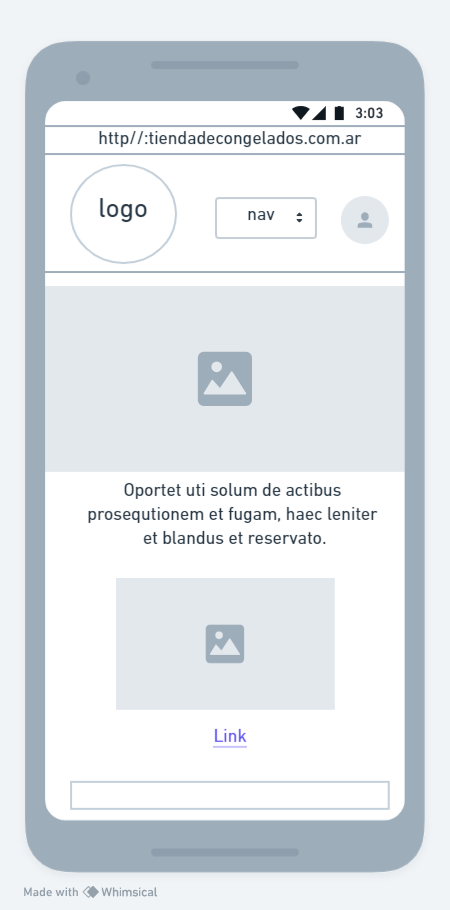 3:03
http//:tiendadecongelados.com.ar
logo
nav
Oportet uti solum de actibus
prosequtionem et fugam, haec leniter
et blandus et reservato.
Link
Made with Whimsical